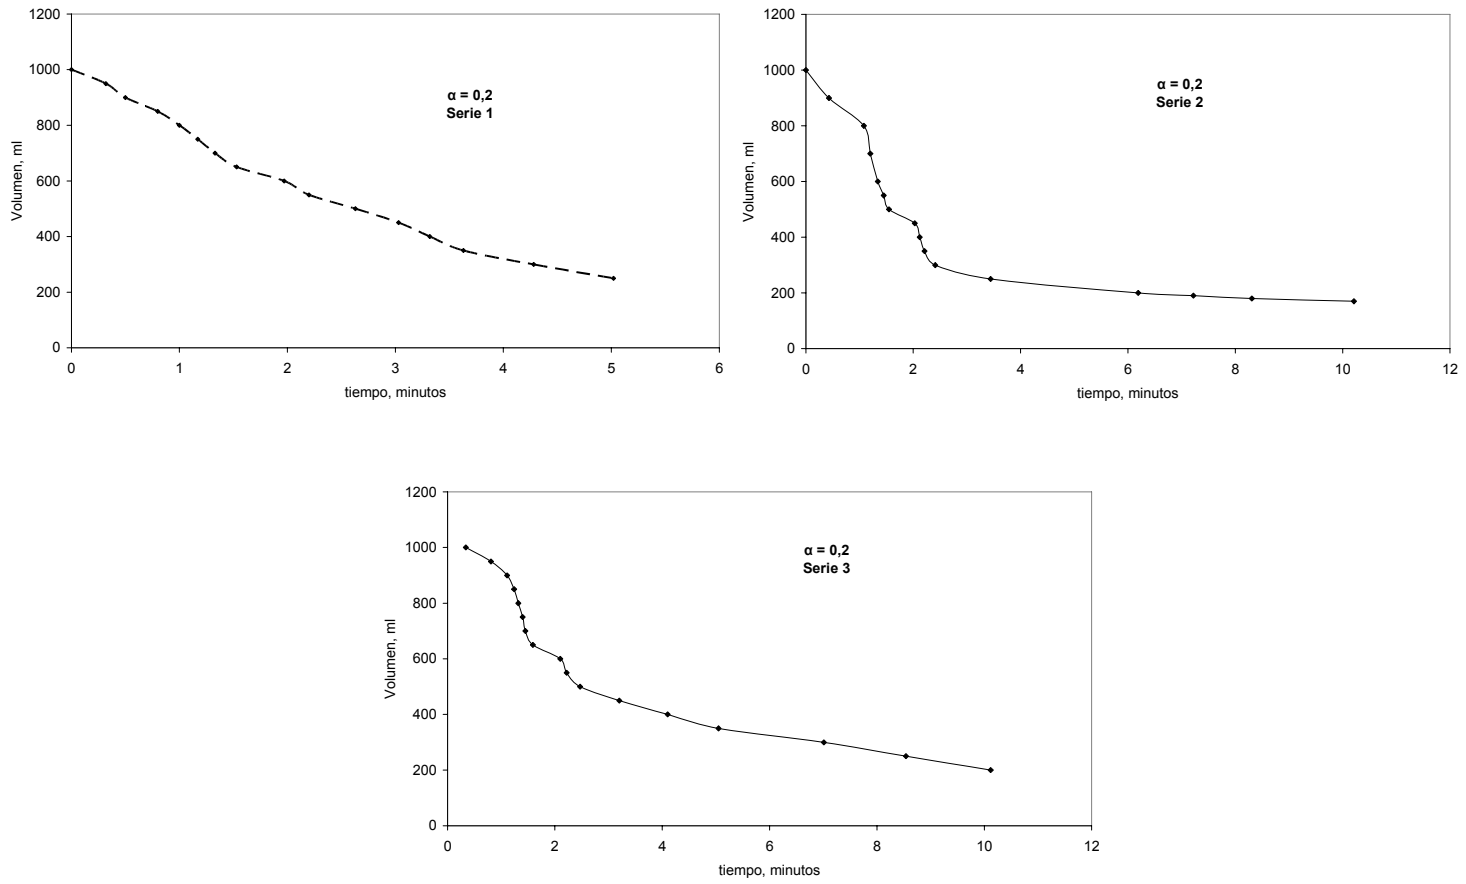 1200
1000
800
600
400
200
0
Volumen, ml
α = 0,2
Serie 1
0 1 2 3 4 5 6
tiempo, minutos
1200
1000
800
600
400
200
0
Volumen, ml
α = 0,2
Serie 2
0 2 4 6 8 10 12
tiempo, minutos
1200
1000
800
600
400
200
0
Volumen, ml
α = 0,2
Serie 3
0 2 4 6 8 10 12
tiempo, minutos